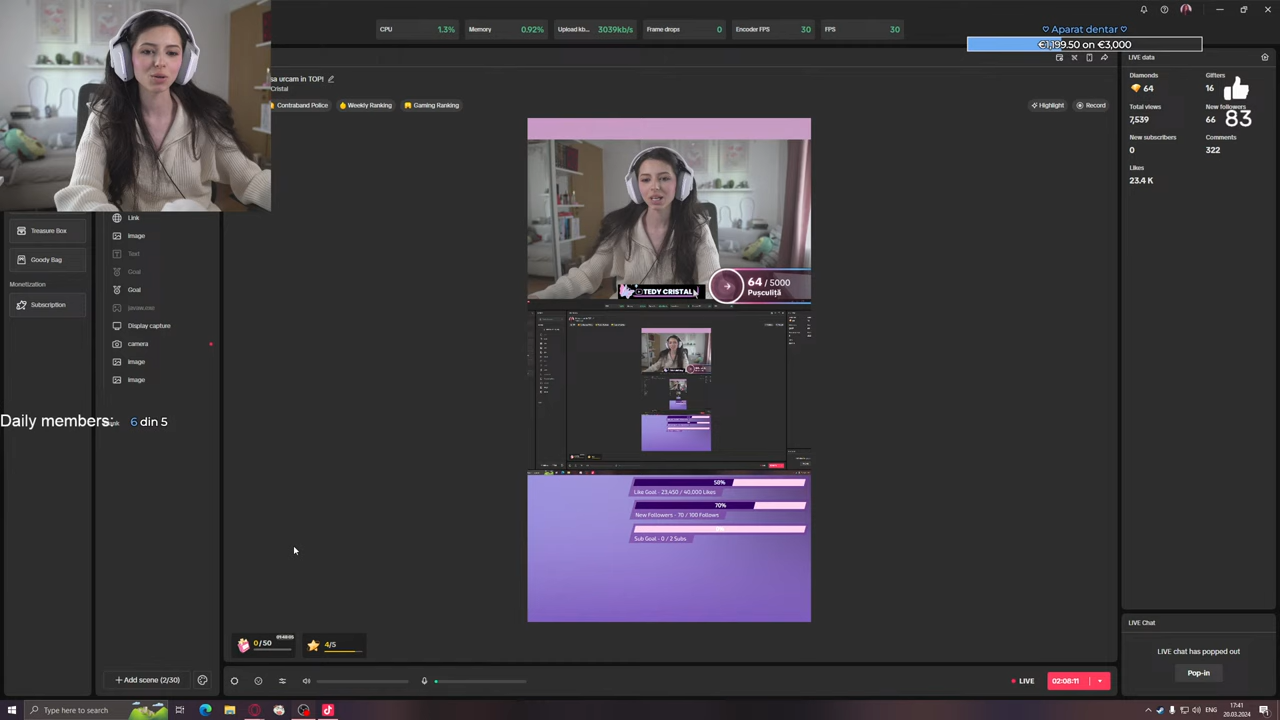 CPU 1.3%
Memory 0.92%
Upload kb... 3039kb/s
Frame drops 0
Encoder FPS 30
FPS 30
♡ Aparat dentar ♡
€1,199.50 on €3,000
sa urcam in TOP!
Cristal
Contraband Police
Weekly Ranking
Gaming Ranking
Highlight
Record
LIVE data
Diamonds
64
Gifters
16
Total views
7,539
New followers
66
83
New subscribers
0
Comments
322
Likes
23.4 K
Treasure Box
Goody Bag
Monetization
Subscription
Link
Image
Text
Goal
Goal
Display capture
camera
Image
Image
Daily members: 6 din 5
TEDY CRISTAL
64 / 5000
Pușculiță
58%
Like Goal - 23,450 / 40,000 Likes
70%
New Followers - 70 / 100 Follows
Sub Goal - 0 / 2 Subs
0/50
4/5
Add scene (2/30)
LIVE
02:08:11
LIVE Chat
LIVE chat has popped out
Pop-in
Type here to search
ENG
17:41
20.03.2024